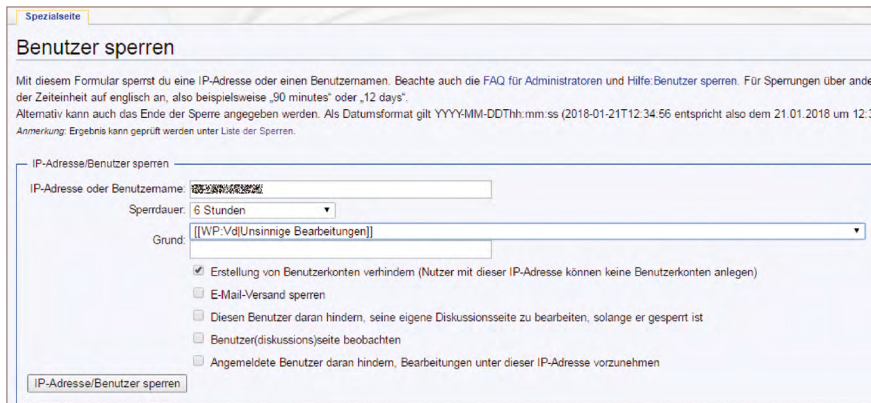 Spezialseite
Benutzer sperren
Mit diesem Formular sperrst du eine IP-Adresse oder einen Benutzernamen. Beachte auch die FAQ für Administratoren und Hilfe:Benutzer sperren. Für Sperrungen über ande
der Zeiteinheit auf englisch an, also beispielsweise „90 minutes“ oder „12 days“.
Alternativ kann auch das Ende der Sperre angegeben werden. Als Datumsformat gilt YYYY-MM-DDThh:mm:ss (2018-01-21T12:34:56 entspricht also dem 21.01.2018 um 12:3
Anmerkung: Ergebnis kann geprüft werden unter Liste der Sperren.
IP-Adresse/Benutzer sperren
IP-Adresse oder Benutzername:
Sperrdauer: 6 Stunden
Grund: [[WP:Vd|Unsinnige Bearbeitungen]]
Erstellung von Benutzerkonten verhindern (Nutzer mit dieser IP-Adresse können keine Benutzerkonten anlegen)
E-Mail-Versand sperren
Diesen Benutzer daran hindern, seine eigene Diskussionsseite zu bearbeiten, solange er gesperrt ist
Benutzer(diskussions)seite beobachten
Angemeldete Benutzer daran hindern, Bearbeitungen unter dieser IP-Adresse vorzunehmen
IP-Adresse/Benutzer sperren